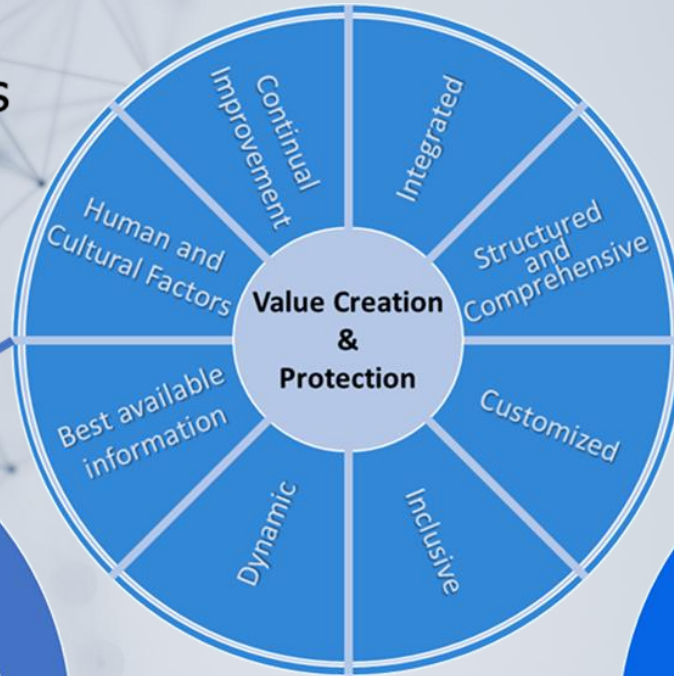 s
Continual
Improvement
Integrated
Structured
and
Comprehensive
Customized
Inclusive
Dynamic
Best available
information
Human and
Cultural Factors
Value Creation
&
Protection